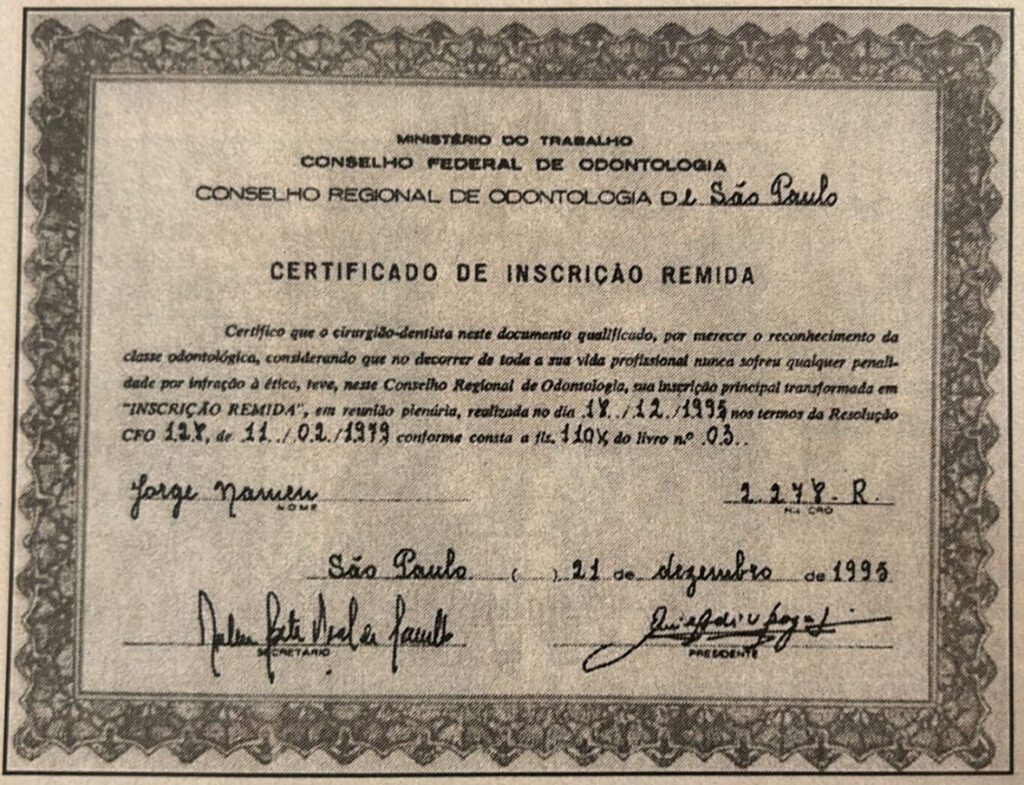 MINISTÉRIO DO TRABALHO
CONSELHO FEDERAL DE ODONTOLOGIA
CONSELHO REGIONAL DE ODONTOLOGIA DE São Paulo
CERTIFICADO DE INSCRIÇÃO REMIDA
Certifico que o cirurgião-dentista neste documento qualificado, por merecer o reconhecimento da
classe odontológica, considerando que no decorrer de toda a sua vida profissional nunca sofreu qualquer penali-
dade por infração à ética, teve, nesse Conselho Regional de Odontologia, sua inscrição principal transformada em
"INSCRIÇÃO REMIDA", em reunião plenária, realizada no dia 18./12./1995 nos termos da Resolução
CFO 128, de 11./02./1979 conforme consta a fls. do livro n.º .03..
Jorge Namen 2.278. R.
NOME Nº CRO
São Paulo ( ), 21 de dezembro de 1995
SECRETÁRIO PRESIDENTE